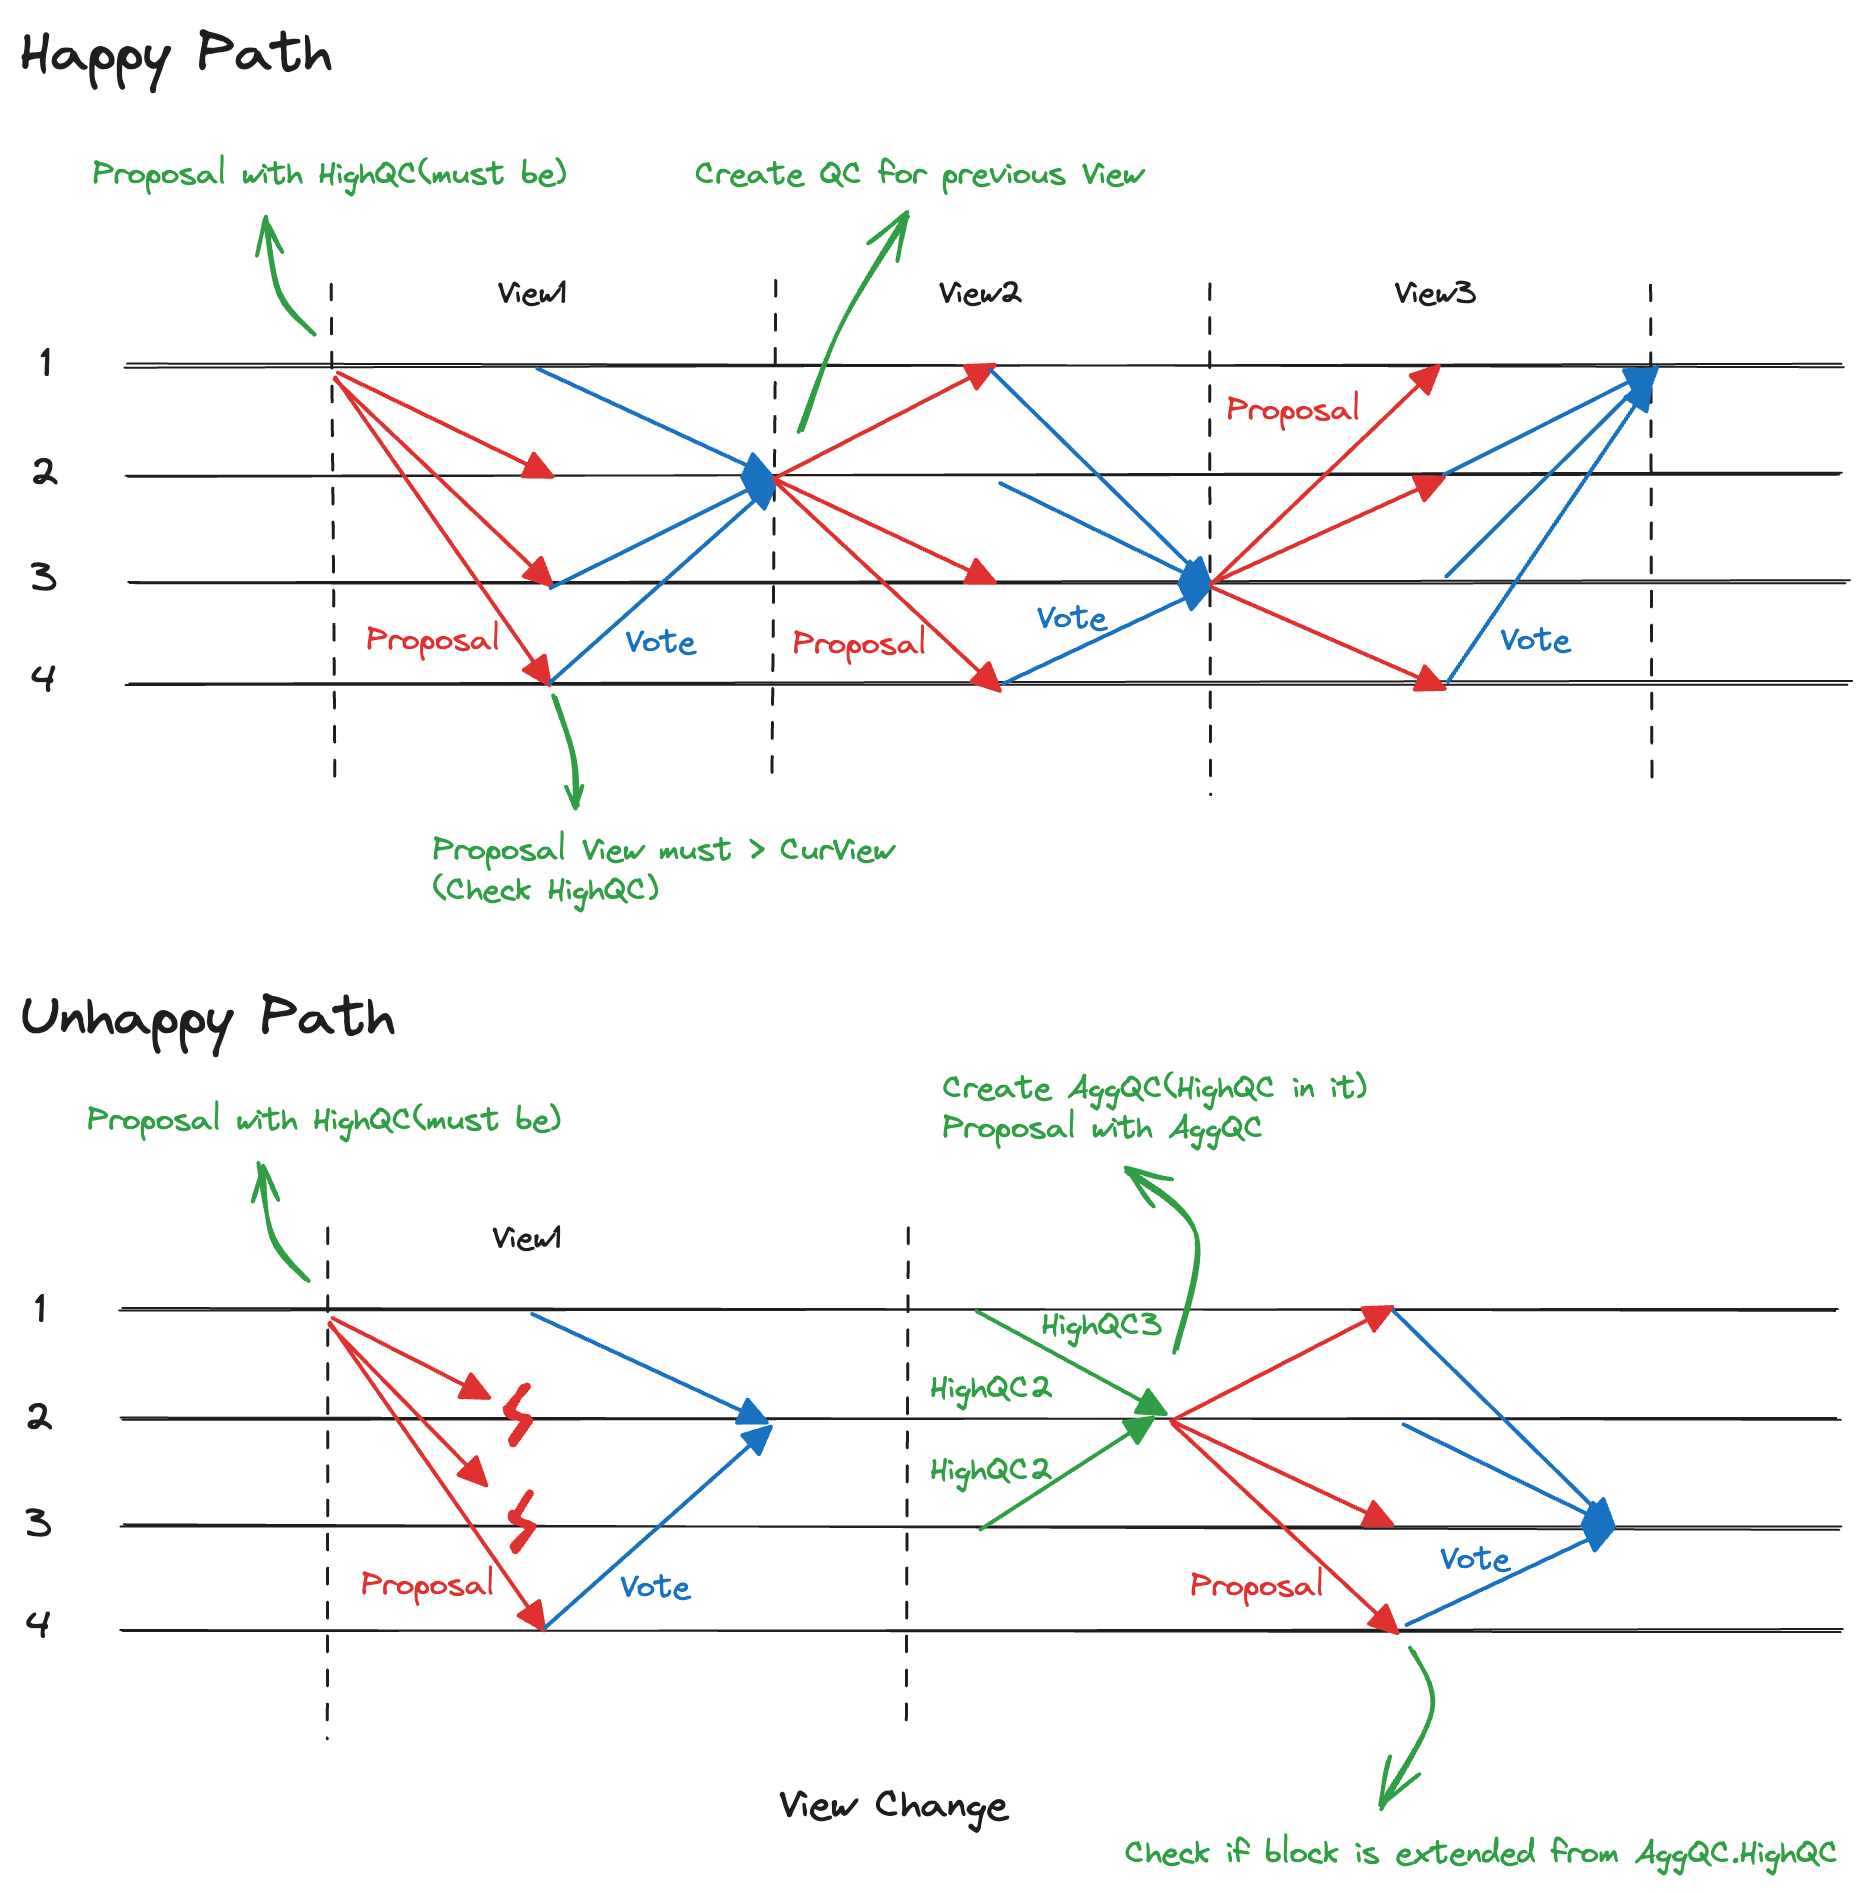 Happy Path
Proposal with HighQC(must be)
Create QC for previous View
View1
View2
View3
1
Proposal
2
3
Vote
Proposal
Vote
Proposal
Vote
4
Proposal View must > CurView
(Check HighQC)
Unhappy Path
Create AggQC(HighQC in it)
Proposal with AggQC
Proposal with HighQC(must be)
View1
1
HighQC3
HighQC2
2
HighQC2
3
Vote
Proposal
Vote
Proposal
4
View Change
Check if block is extended from AggQC.HighQC